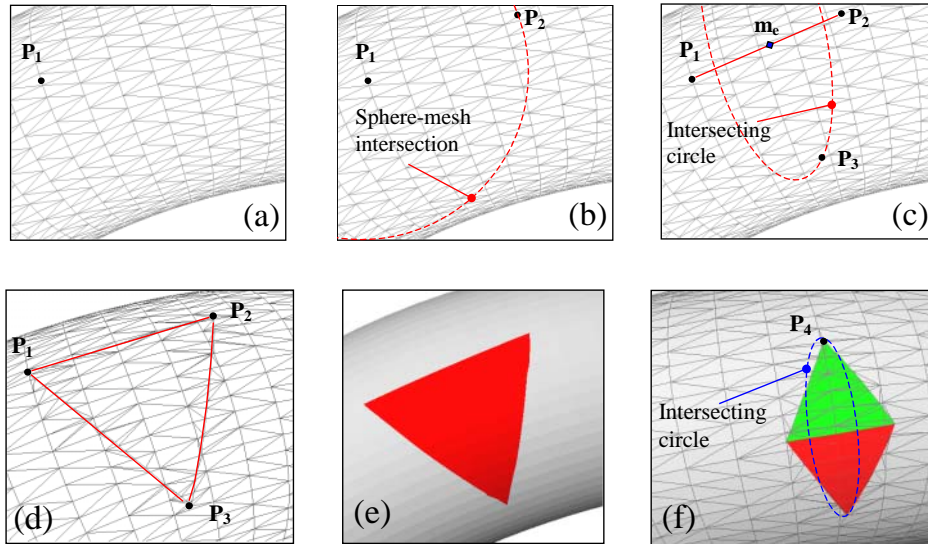 P1
(a)
P2
P1
Sphere-mesh
intersection
(b)
me
P2
P1
Intersecting
circle
P3
(c)
P2
P1
P3
(d)
(e)
P4
Intersecting
circle
(f)